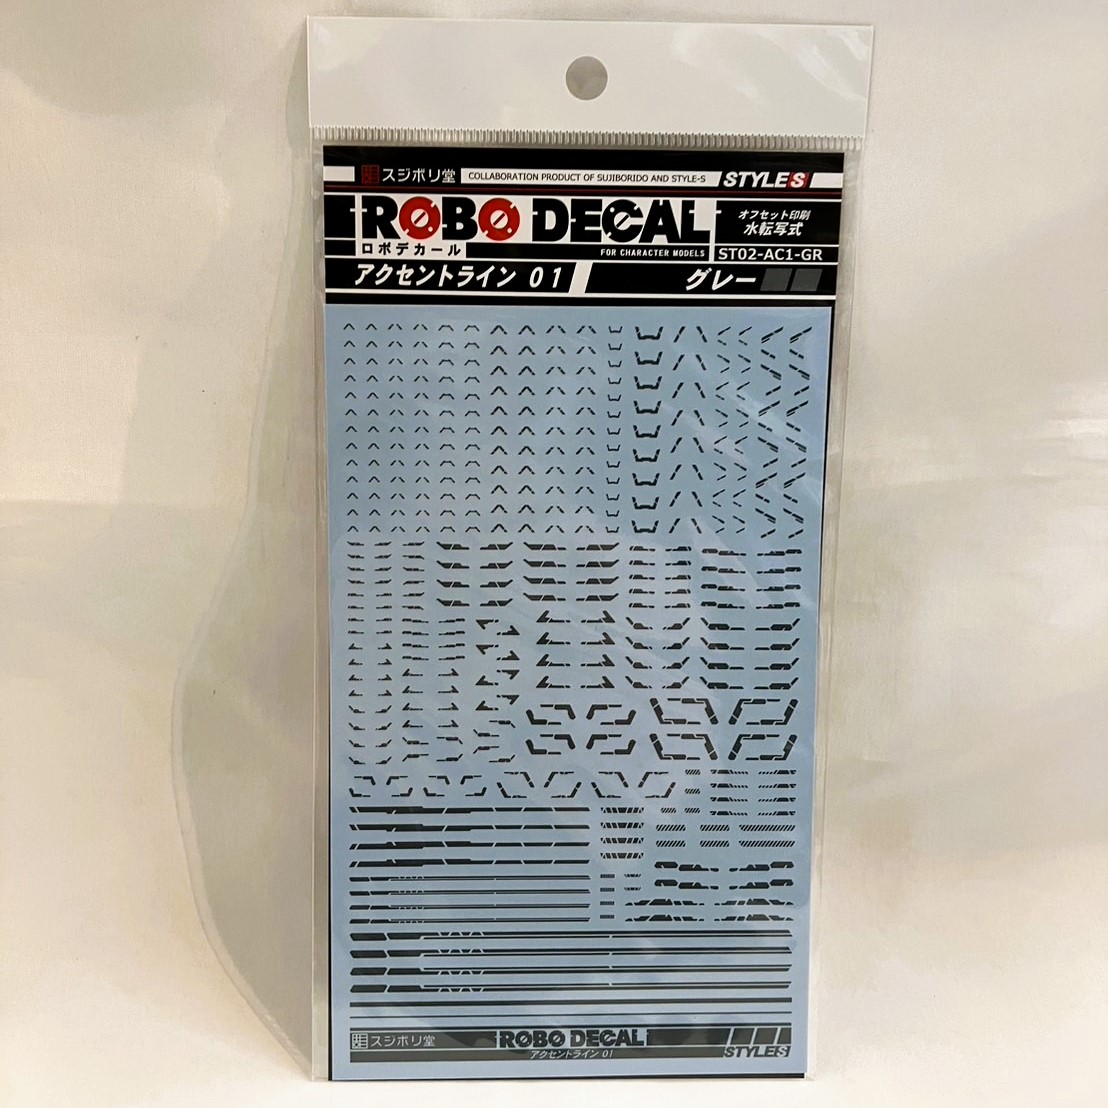 スジボリ堂 COLLABORATION PRODUCT OF SUJIBORIDO AND STYLE-S STYLES
ROBO DECAL オフセット印刷
水転写式
ロボデカール FOR CHARACTER MODELS ST02-AC1-GR
アクセントライン 01 グレー
スジボリ堂 ROBO DECAL
アクセントライン 01 STYLES